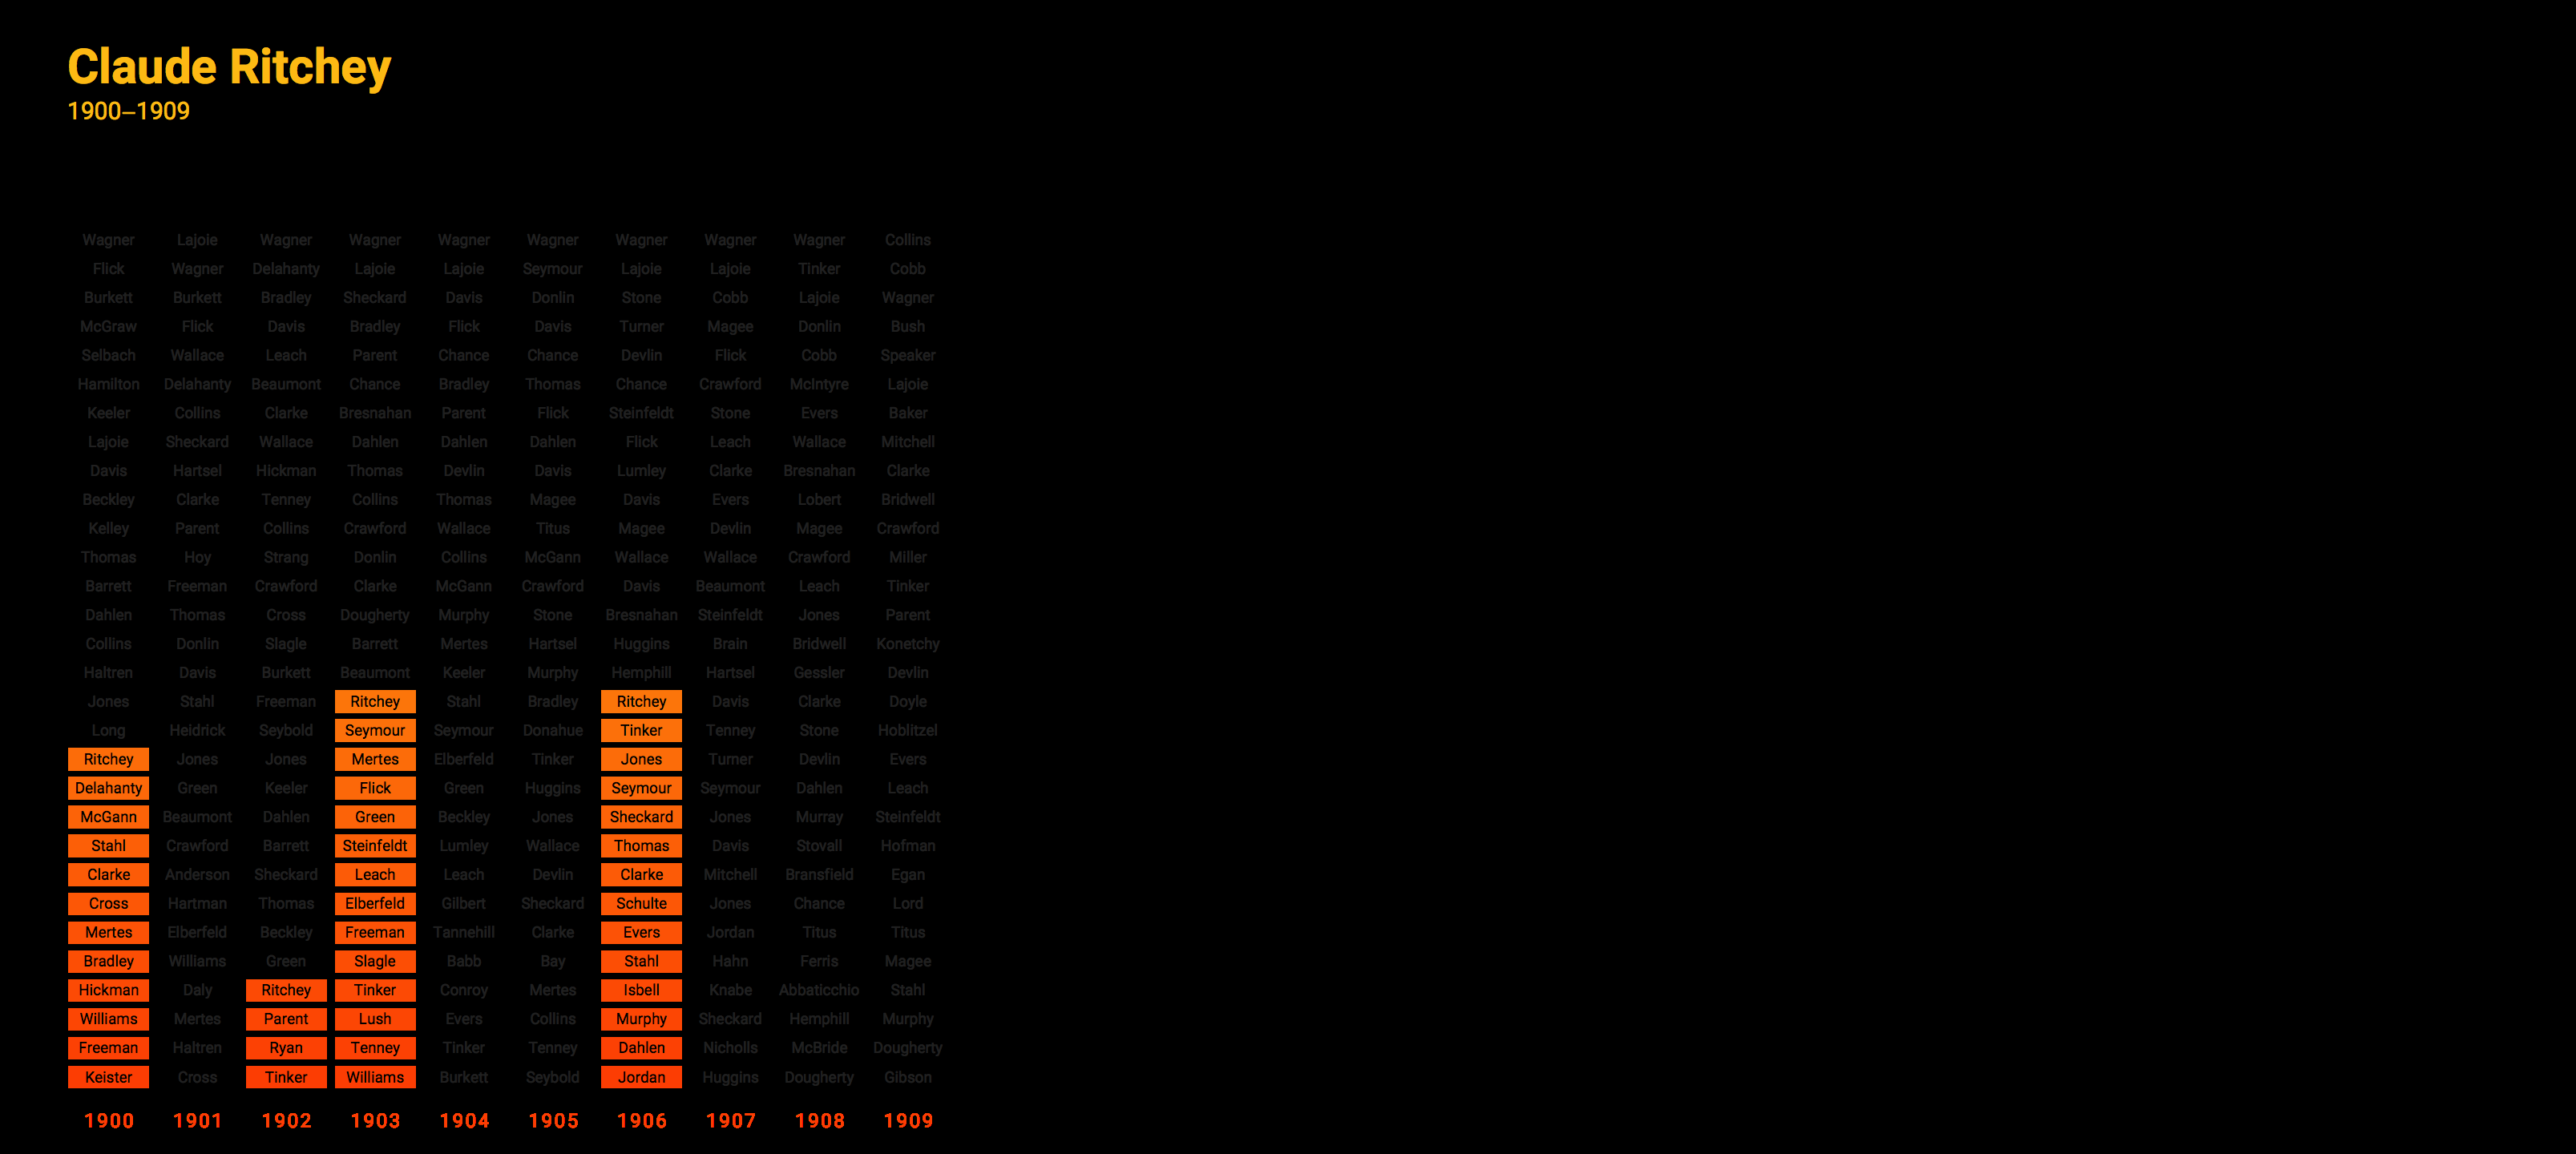 Claude Ritchey
1900–1909
Wagner Lajoie Wagner Wagner Wagner Wagner Wagner Wagner Wagner Collins
Flick Wagner Delahanty Lajoie Lajoie Seymour Lajoie Lajoie Tinker Cobb
Burkett Burkett Bradley Sheckard Davis Donlin Stone Cobb Lajoie Wagner
McGraw Flick Davis Bradley Flick Davis Turner Magee Donlin Bush
Selbach Wallace Leach Parent Chance Chance Devlin Flick Cobb Speaker
Hamilton Delahanty Beaumont Chance Bradley Thomas Chance Crawford McIntyre Lajoie
Keeler Collins Clarke Bresnahan Parent Flick Steinfeldt Stone Evers Baker
Lajoie Sheckard Wallace Dahlen Dahlen Dahlen Flick Leach Wallace Mitchell
Davis Hartsel Hickman Thomas Devlin Davis Lumley Clarke Bresnahan Clarke
Beckley Clarke Tenney Collins Thomas Magee Davis Evers Lobert Bridwell
Kelley Parent Collins Crawford Wallace Titus Magee Devlin Magee Crawford
Thomas Hoy Strang Donlin Collins McGann Wallace Wallace Crawford Miller
Barrett Freeman Crawford Clarke McGann Crawford Davis Beaumont Leach Tinker
Dahlen Thomas Cross Dougherty Murphy Stone Bresnahan Steinfeldt Jones Parent
Collins Donlin Slagle Barrett Mertes Hartsel Huggins Brain Bridwell Konetchy
Haltren Davis Burkett Beaumont Keeler Murphy Hemphill Hartsel Gessler Devlin
Jones Stahl Freeman Ritchey Stahl Bradley Ritchey Davis Clarke Doyle
Long Heidrick Seybold Seymour Seymour Donahue Tinker Tenney Stone Hoblitzel
Ritchey Jones Jones Mertes Elberfeld Tinker Jones Turner Devlin Evers
Delahanty Green Keeler Flick Green Huggins Seymour Seymour Dahlen Leach
McGann Beaumont Dahlen Green Beckley Jones Sheckard Jones Murray Steinfeldt
Stahl Crawford Barrett Steinfeldt Lumley Wallace Thomas Davis Stovall Hofman
Clarke Anderson Sheckard Leach Leach Devlin Clarke Mitchell Bransfield Egan
Cross Hartman Thomas Elberfeld Gilbert Sheckard Schulte Jones Chance Lord
Mertes Elberfeld Beckley Freeman Tannehill Clarke Evers Jordan Titus Titus
Bradley Williams Green Slagle Babb Bay Stahl Hahn Ferris Magee
Hickman Daly Ritchey Tinker Conroy Mertes Isbell Knabe Abbaticchio Stahl
Williams Mertes Parent Lush Evers Collins Murphy Sheckard Hemphill Murphy
Freeman Haltren Ryan Tenney Tinker Tenney Dahlen Nicholls McBride Dougherty
Keister Cross Tinker Williams Burkett Seybold Jordan Huggins Dougherty Gibson
1900 1901 1902 1903 1904 1905 1906 1907 1908 1909